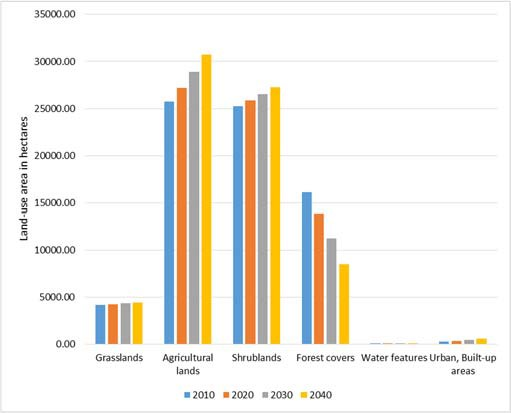 35000.00
30000.00
25000.00
20000.00
15000.00
10000.00
5000.00
0.00
Land-use area in hectares
Grasslands
Agricultural
lands
Shrublands
Forest covers
Water features
Urban, Built-up
areas
2010
2020
2030
2040